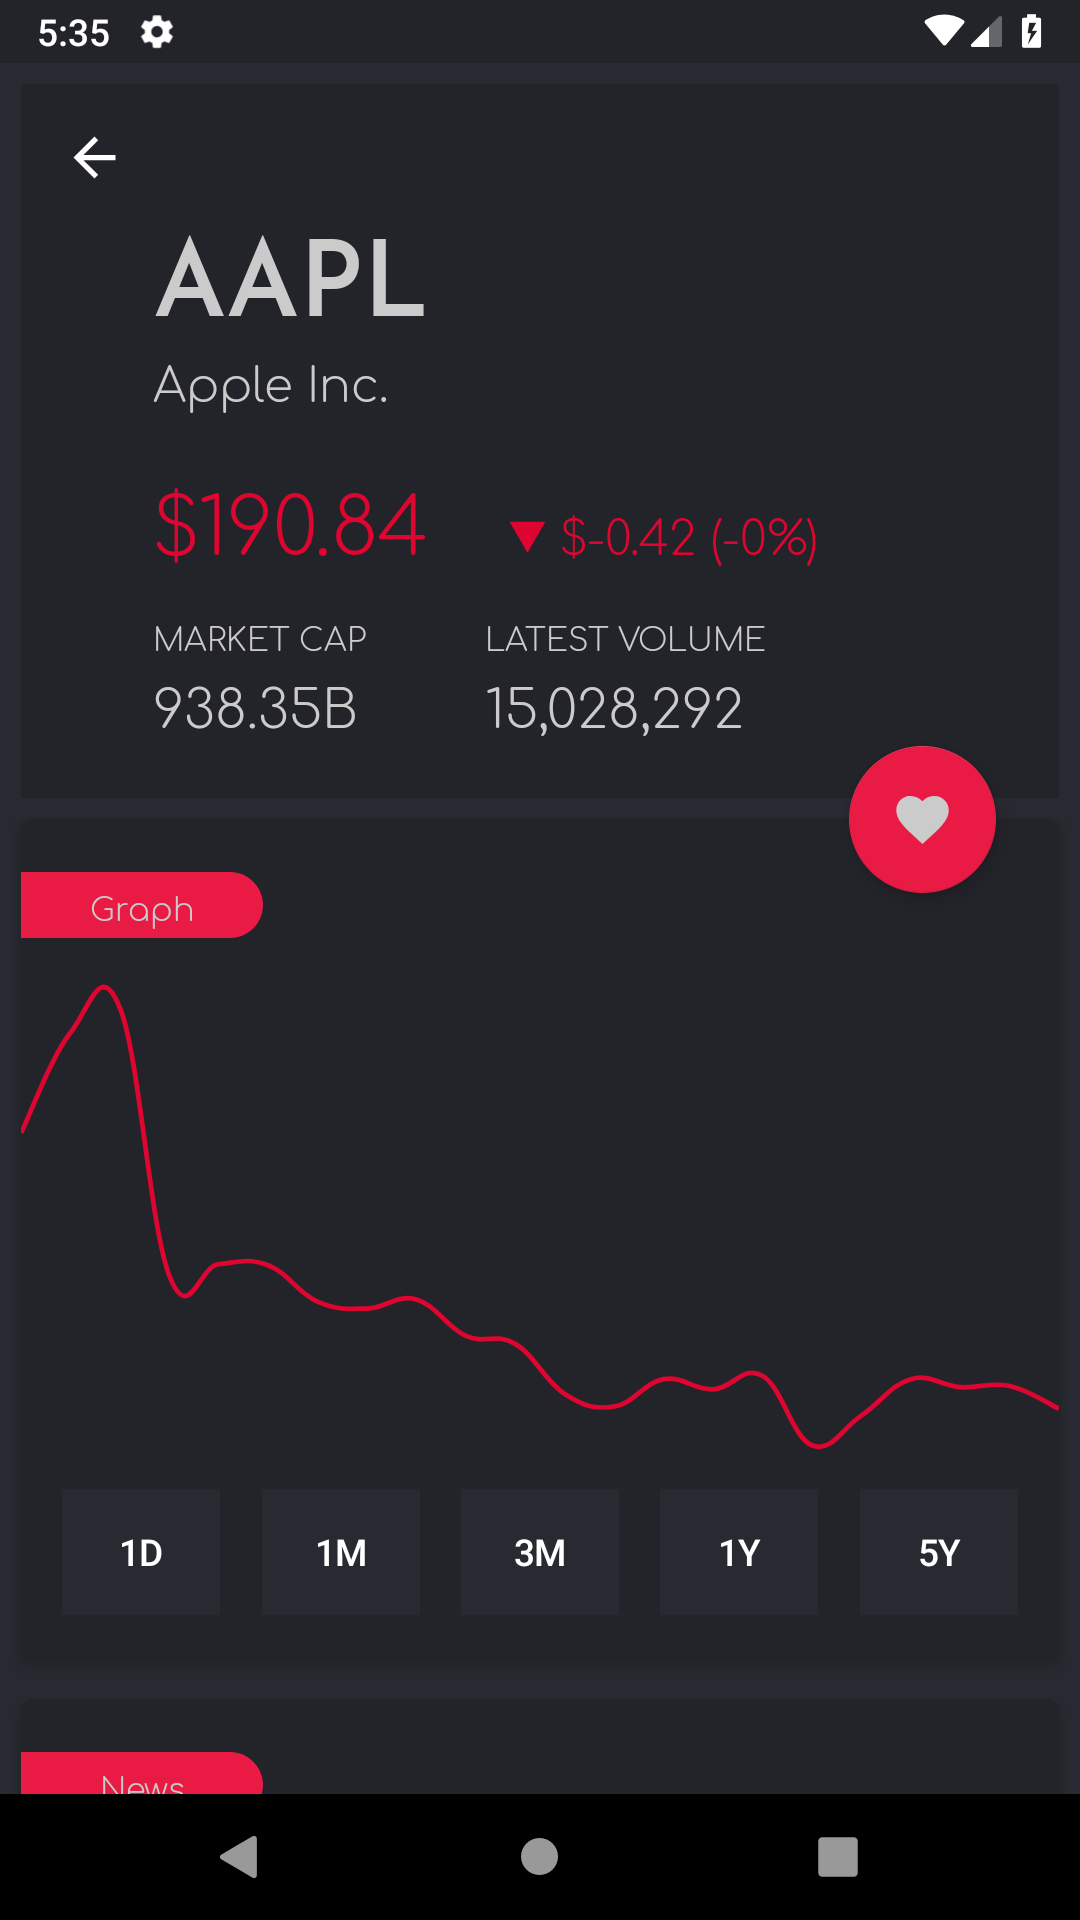 5:35
AAPL
Apple Inc.
$190.84 ▼ $-0.42 (-0%)
MARKET CAP LATEST VOLUME
938.35B 15,028,292
Graph
1D 1M 3M 1Y 5Y
News